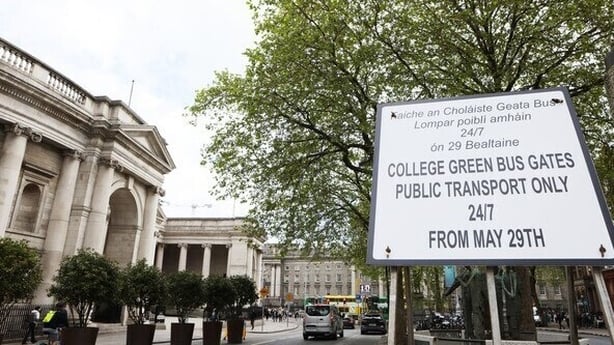 Faiche an Choláiste Geata Bus
Lompar poibli amháin
24/7
ón 29 Bealtaine
COLLEGE GREEN BUS GATES
PUBLIC TRANSPORT ONLY
24/7
FROM MAY 29TH